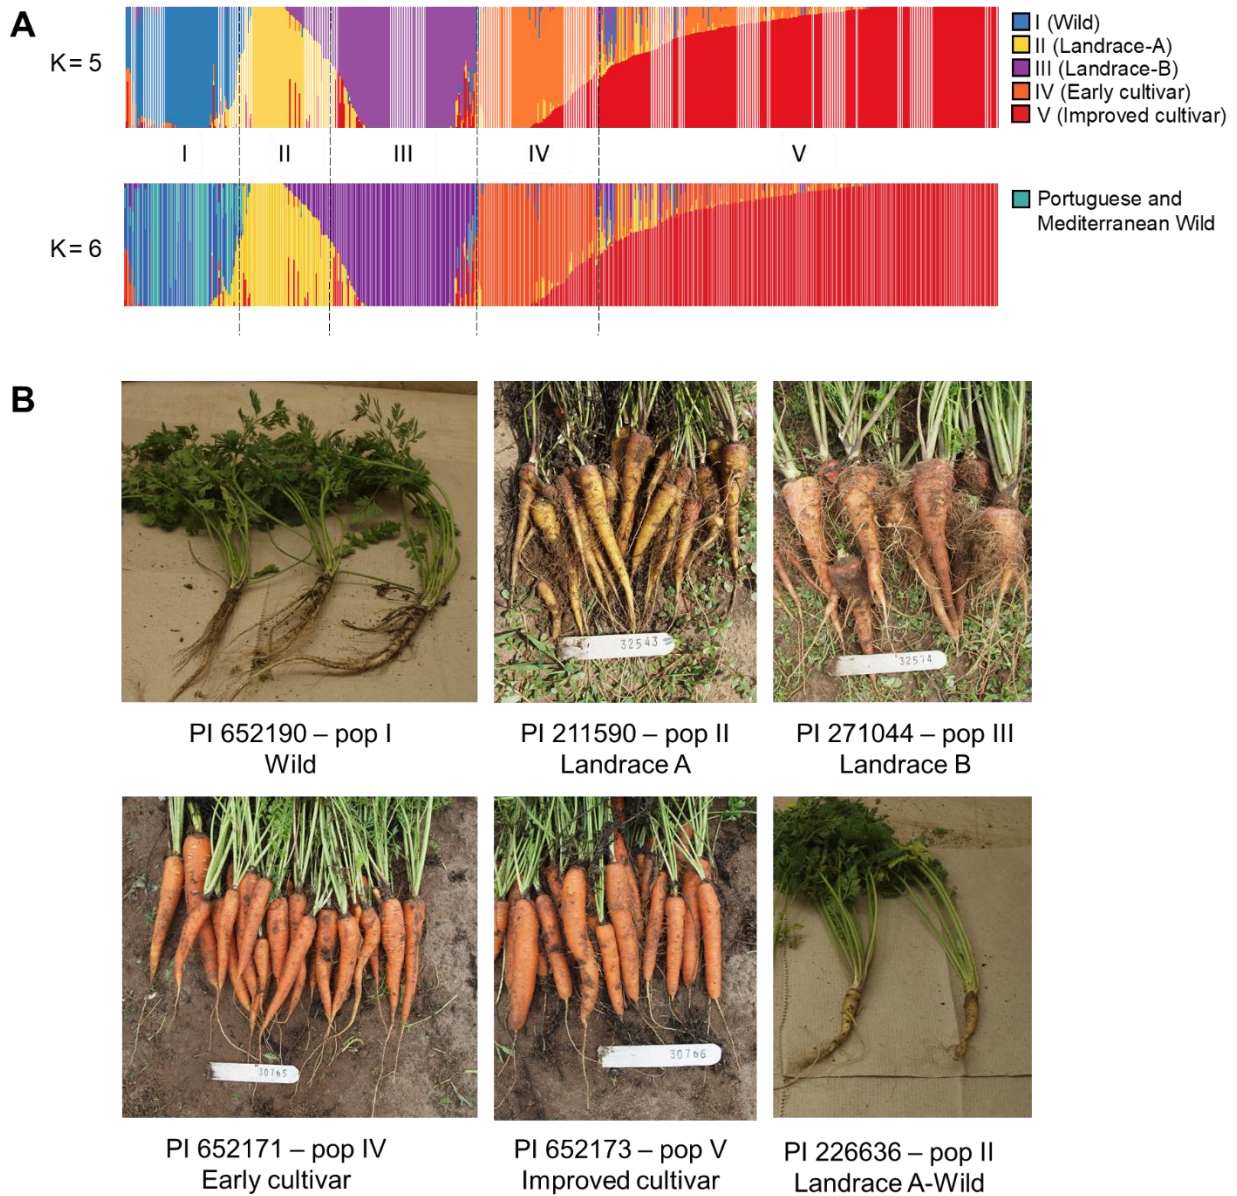 A
K = 5
I (Wild)
II (Landrace-A)
III (Landrace-B)
IV (Early cultivar)
V (Improved cultivar)
I II III IV V
K = 6
Portuguese and
Mediterranean Wild
B
32543
32574
PI 652190 – pop I
Wild
PI 211590 – pop II
Landrace A
PI 271044 – pop III
Landrace B
30765
30766
PI 652171 – pop IV
Early cultivar
PI 652173 – pop V
Improved cultivar
PI 226636 – pop II
Landrace A-Wild